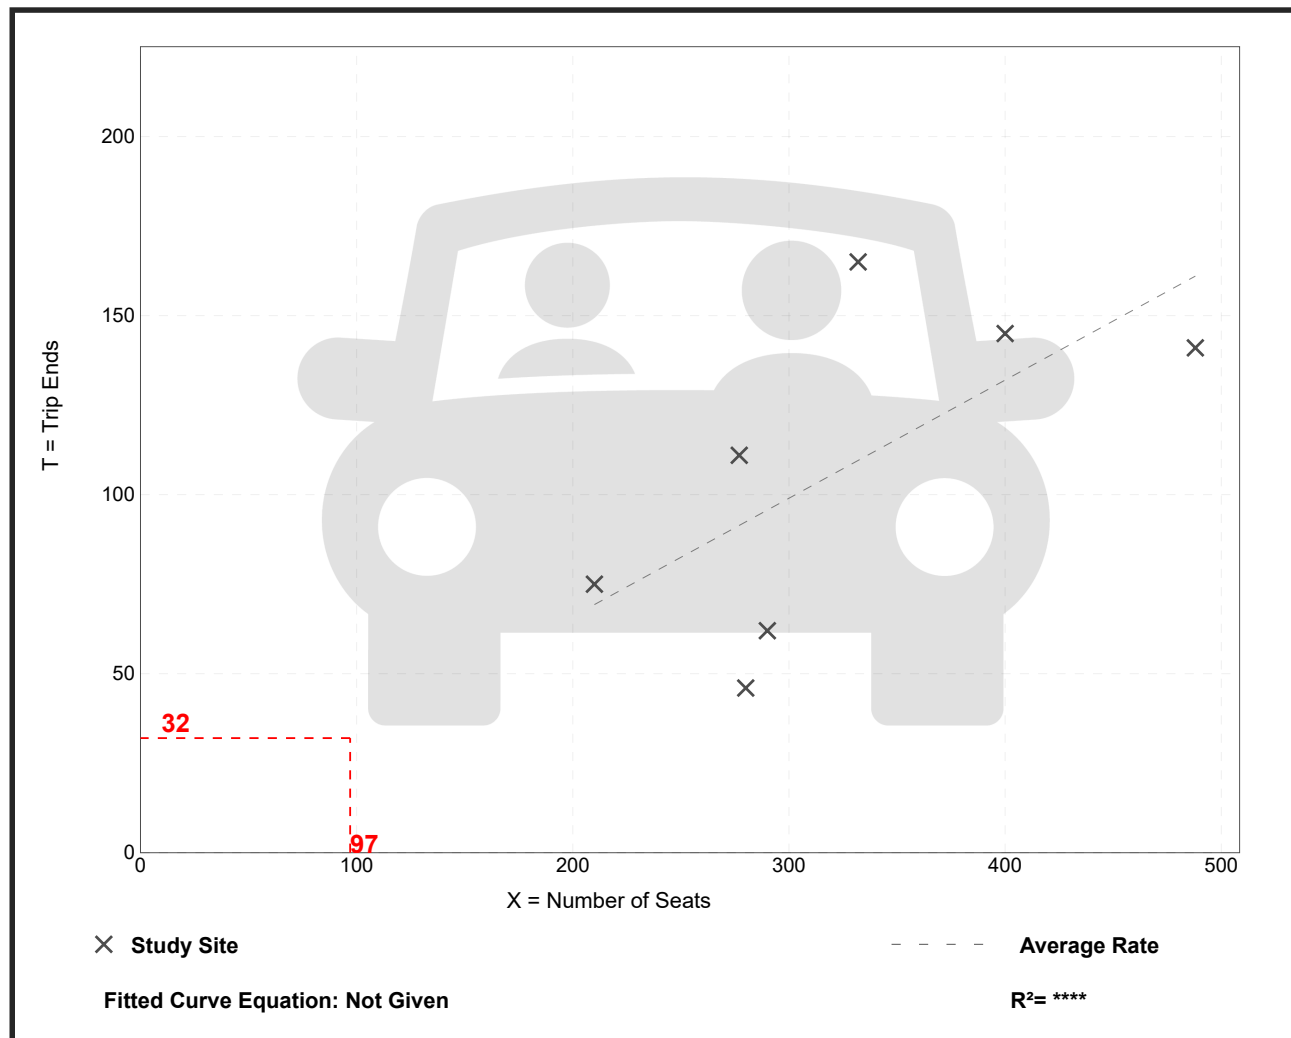 200
150
100
50
0
T = Trip Ends
32
97
0 100 200 300 400 500
X = Number of Seats
Study Site
Average Rate
Fitted Curve Equation: Not Given
R²= ****